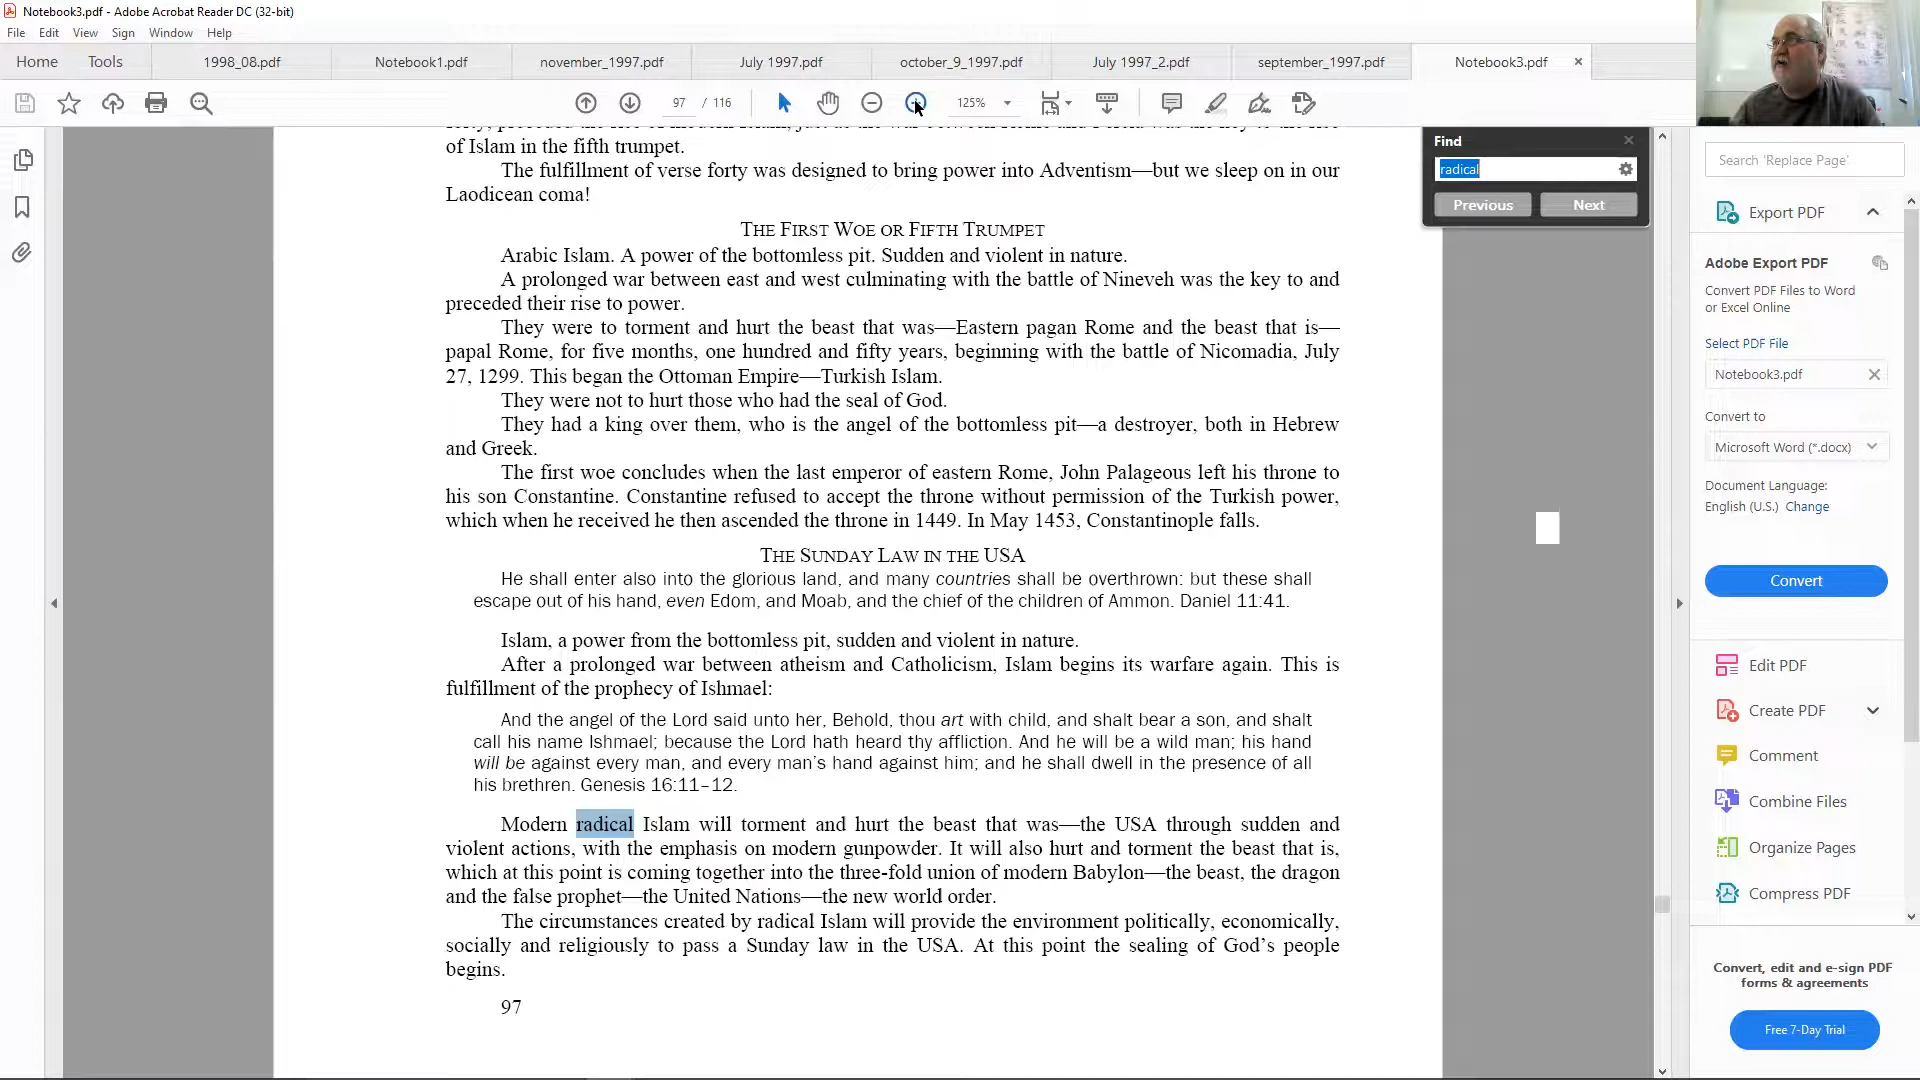 Notebook3.pdf - Adobe Acrobat Reader DC (32-bit)
File Edit View Sign Window Help
Home Tools 1998_08.pdf Notebook1.pdf november_1997.pdf July 1997.pdf october_9_1997.pdf July 1997_2.pdf september_1997.pdf Notebook3.pdf
97 / 116 125%
of Islam in the fifth trumpet.
The fulfillment of verse forty was designed to bring power into Adventism—but we sleep on in our
Laodicean coma!
THE FIRST WOE OR FIFTH TRUMPET
Arabic Islam. A power of the bottomless pit. Sudden and violent in nature.
A prolonged war between east and west culminating with the battle of Nineveh was the key to and
preceded their rise to power.
They were to torment and hurt the beast that was—Eastern pagan Rome and the beast that is—
papal Rome, for five months, one hundred and fifty years, beginning with the battle of Nicomadia, July
27, 1299. This began the Ottoman Empire—Turkish Islam.
They were not to hurt those who had the seal of God.
They had a king over them, who is the angel of the bottomless pit—a destroyer, both in Hebrew
and Greek.
The first woe concludes when the last emperor of eastern Rome, John Palageous left his throne to
his son Constantine. Constantine refused to accept the throne without permission of the Turkish power,
which when he received he then ascended the throne in 1449. In May 1453, Constantinople falls.
THE SUNDAY LAW IN THE USA
He shall enter also into the glorious land, and many countries shall be overthrown: but these shall
escape out of his hand, even Edom, and Moab, and the chief of the children of Ammon. Daniel 11:41.
Islam, a power from the bottomless pit, sudden and violent in nature.
After a prolonged war between atheism and Catholicism, Islam begins its warfare again. This is
fulfillment of the prophecy of Ishmael:
And the angel of the Lord said unto her, Behold, thou art with child, and shalt bear a son, and shalt
call his name Ishmael; because the Lord hath heard thy affliction. And he will be a wild man; his hand
will be against every man, and every man's hand against him; and he shall dwell in the presence of all
his brethren. Genesis 16:11–12.
Modern radical Islam will torment and hurt the beast that was—the USA through sudden and
violent actions, with the emphasis on modern gunpowder. It will also hurt and torment the beast that is,
which at this point is coming together into the three-fold union of modern Babylon—the beast, the dragon
and the false prophet—the United Nations—the new world order.
The circumstances created by radical Islam will provide the environment politically, economically,
socially and religiously to pass a Sunday law in the USA. At this point the sealing of God's people
begins.
97
Find
radical
Previous Next
Search 'Replace Page'
Export PDF
Adobe Export PDF
Convert PDF Files to Word
or Excel Online
Select PDF File
Notebook3.pdf
Convert to
Microsoft Word (*.docx)
Document Language:
English (U.S.) Change
Convert
Edit PDF
Create PDF
Comment
Combine Files
Organize Pages
Compress PDF
Convert, edit and e-sign PDF
forms & agreements
Free 7-Day Trial